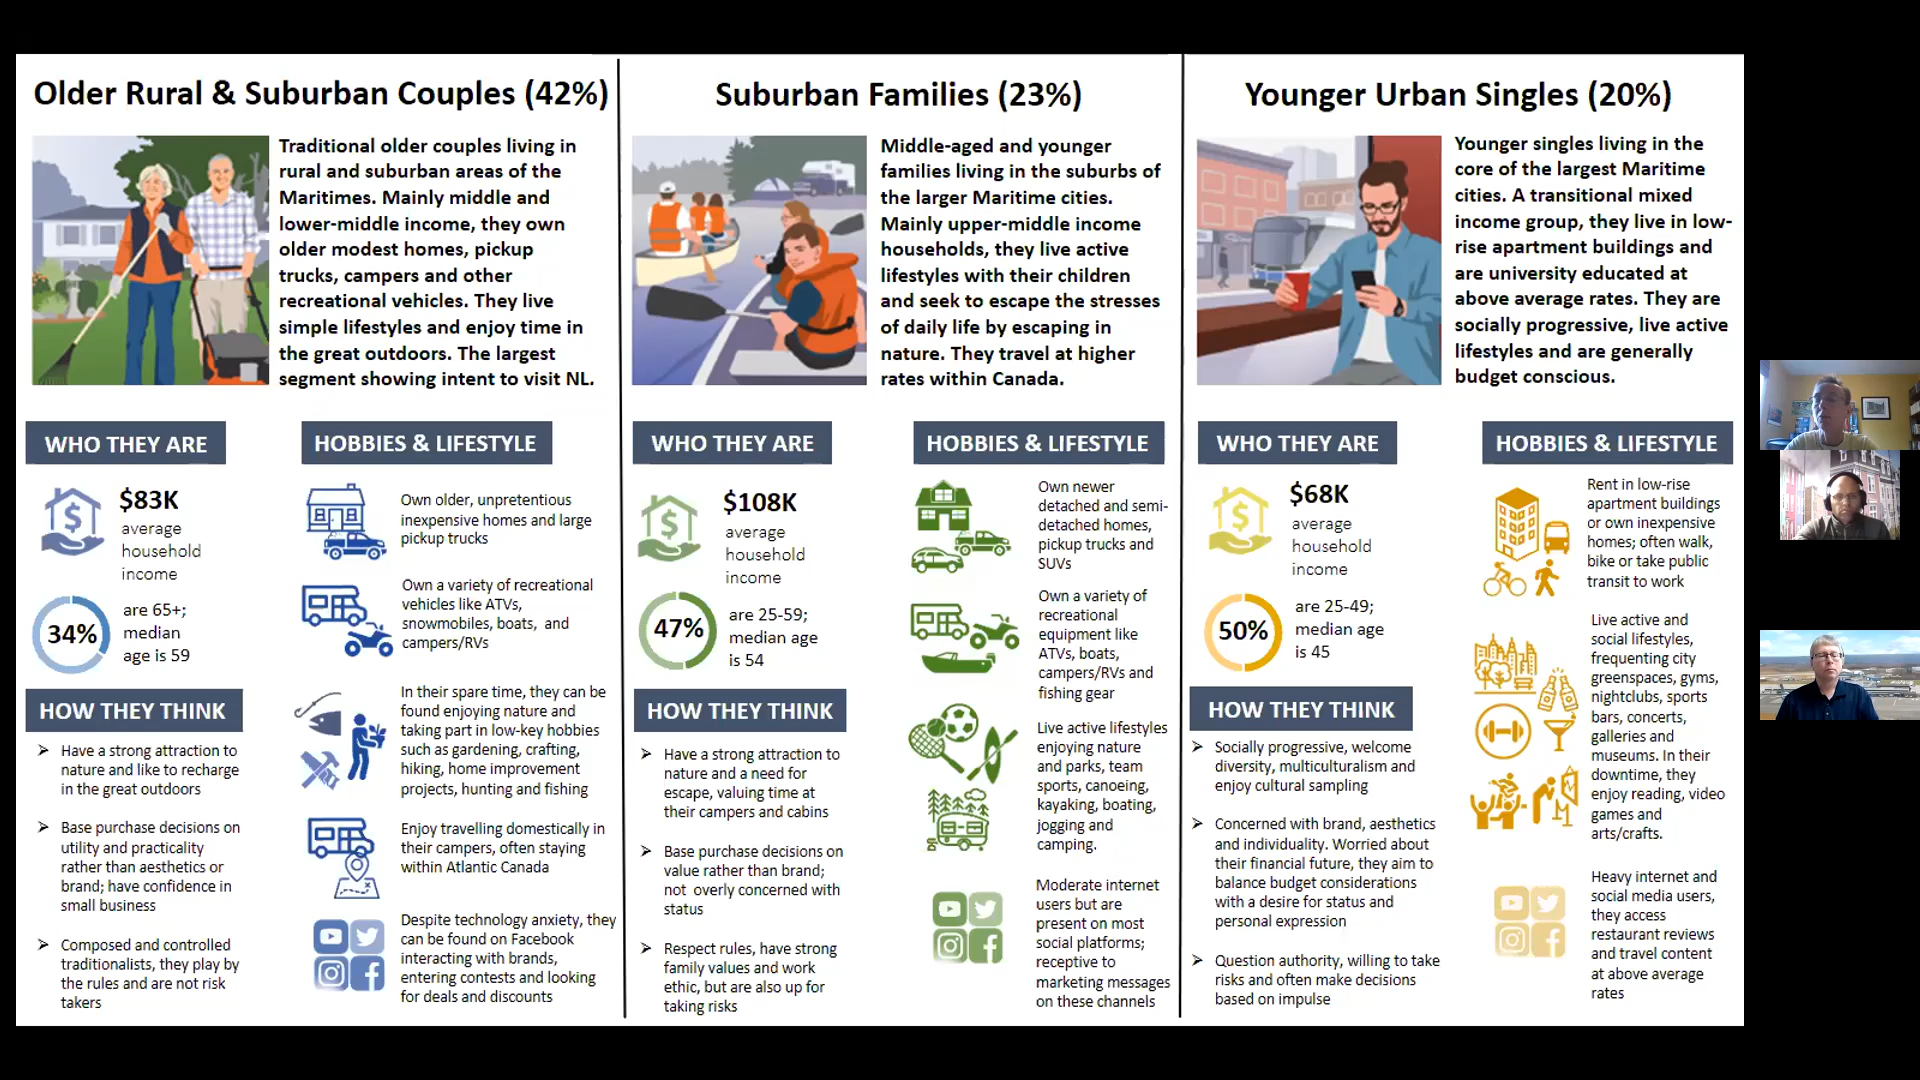 Older Rural & Suburban Couples (42%)
Traditional older couples living in
rural and suburban areas of the
Maritimes. Mainly middle and
lower-middle income, they own
older modest homes, pickup
trucks, campers and other
recreational vehicles. They live
simple lifestyles and enjoy time in
the great outdoors. The largest
segment showing intent to visit NL.
WHO THEY ARE
$83K
average
household
income
34%
are 65+;
median
age is 59
HOW THEY THINK
➢ Have a strong attraction to
nature and like to recharge
in the great outdoors
➢ Base purchase decisions on
utility and practicality
rather than aesthetics or
brand; have confidence in
small business
➢ Composed and controlled
traditionalists, they play by
the rules and are not risk
takers
HOBBIES & LIFESTYLE
Own older, unpretentious
inexpensive homes and large
pickup trucks
Own a variety of recreational
vehicles like ATVs,
snowmobiles, boats, and
campers/RVs
In their spare time, they can be
found enjoying nature and
taking part in low-key hobbies
such as gardening, crafting,
hiking, home improvement
projects, hunting and fishing
Enjoy travelling domestically in
their campers, often staying
within Atlantic Canada
Despite technology anxiety, they
can be found on Facebook
interacting with brands,
entering contests and looking
for deals and discounts
Suburban Families (23%)
Middle-aged and younger
families living in the suburbs of
the larger Maritime cities.
Mainly upper-middle income
households, they live active
lifestyles with their children
and seek to escape the stresses
of daily life by escaping in
nature. They travel at higher
rates within Canada.
WHO THEY ARE
$108K
average
household
income
47%
are 25-59;
median age
is 54
HOW THEY THINK
➢ Have a strong attraction to
nature and a need for
escape, valuing time at
their campers and cabins
➢ Base purchase decisions on
value rather than brand;
not overly concerned with
status
➢ Respect rules, have strong
family values and work
ethic, but are also up for
taking risks
HOBBIES & LIFESTYLE
Own newer
detached and semi-
detached homes,
pickup trucks and
SUVs
Own a variety of
recreational
equipment like
ATVs, boats,
campers/RVs and
fishing gear
Live active lifestyles
enjoying nature
and parks, team
sports, canoeing,
kayaking, boating,
jogging and
camping.
Moderate internet
users but are
present on most
social platforms;
receptive to
marketing messages
on these channels
Younger Urban Singles (20%)
Younger singles living in the
core of the largest Maritime
cities. A transitional mixed
income group, they live in low-
rise apartment buildings and
are university educated at
above average rates. They are
socially progressive, live active
lifestyles and are generally
budget conscious.
WHO THEY ARE
$68K
average
household
income
50%
are 25-49;
median age
is 45
HOW THEY THINK
➢ Socially progressive, welcome
diversity, multiculturalism and
enjoy cultural sampling
➢ Concerned with brand, aesthetics
and individuality. Worried about
their financial future, they aim to
balance budget considerations
with a desire for status and
personal expression
➢ Question authority, willing to take
risks and often make decisions
based on impulse
HOBBIES & LIFESTYLE
Rent in low-rise
apartment buildings
or own inexpensive
homes; often walk,
bike or take public
transit to work
Live active and
social lifestyles,
frequenting city
greenspaces, gyms,
nightclubs, sports
bars, concerts,
galleries and
museums. In their
downtime, they
enjoy reading, video
games and
arts/crafts.
Heavy internet and
social media users,
they access
restaurant reviews
and travel content
at above average
rates